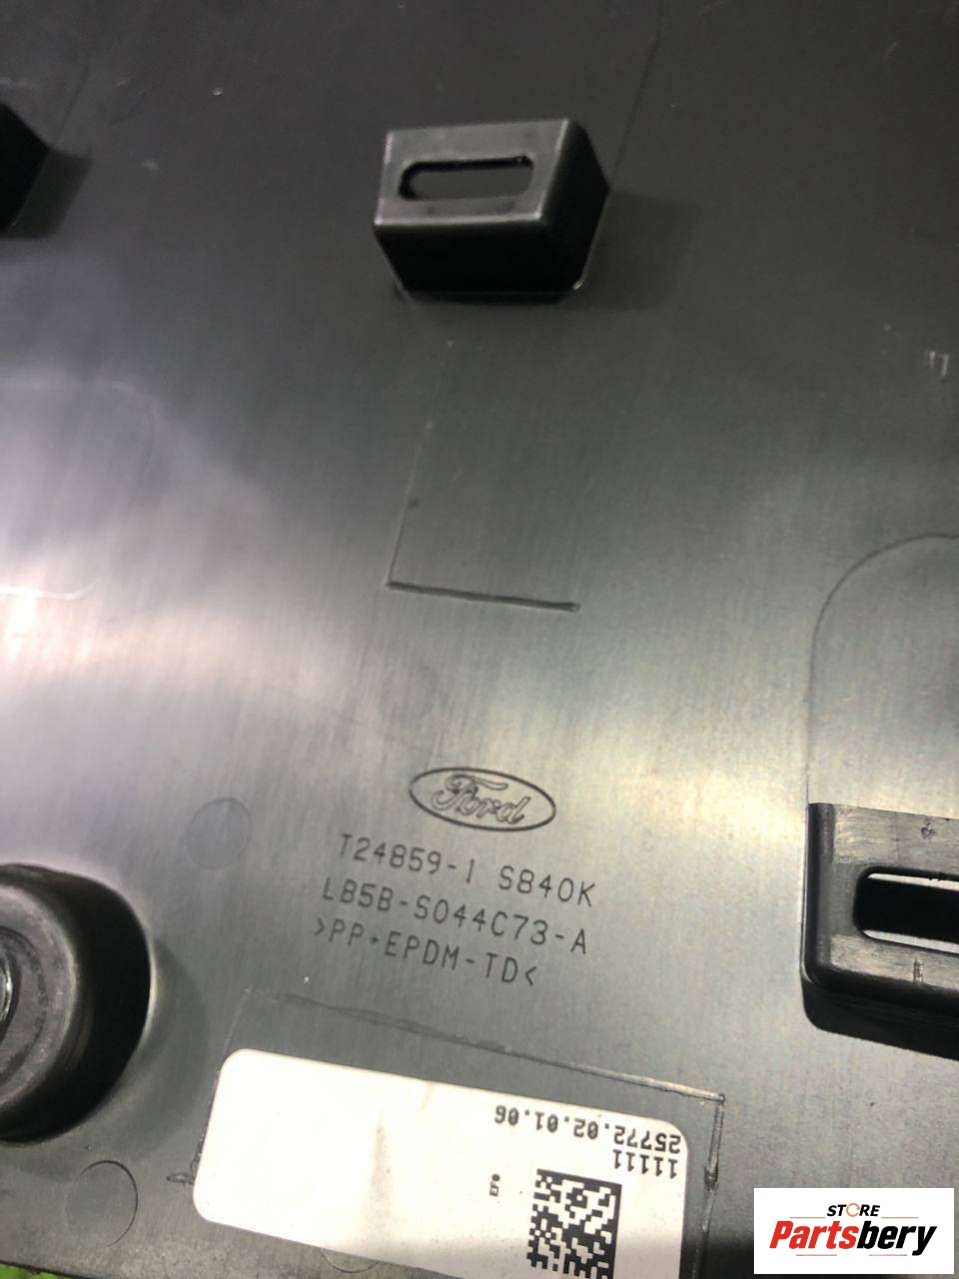 Ford
T24859-1 S840K
LB5B-S044C73-A
>PP+EPDM-TD<
11111
25772.02.01.06
STORE
Partsbery